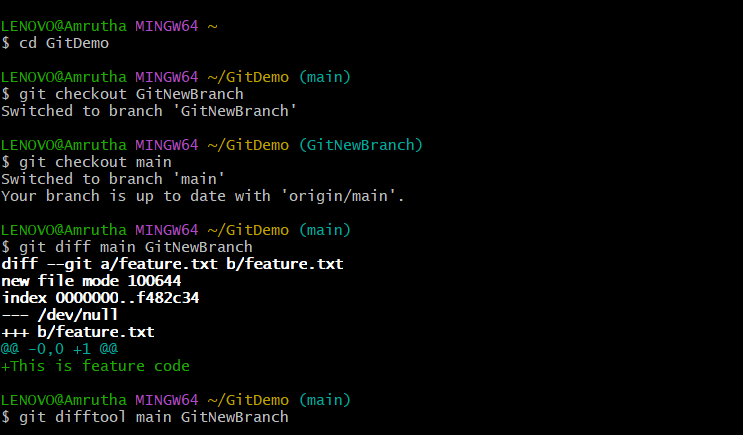 LENOVO@Amrutha MINGW64 ~
$ cd GitDemo
LENOVO@Amrutha MINGW64 ~/GitDemo (main)
$ git checkout GitNewBranch
Switched to branch 'GitNewBranch'
LENOVO@Amrutha MINGW64 ~/GitDemo (GitNewBranch)
$ git checkout main
Switched to branch 'main'
Your branch is up to date with 'origin/main'.
LENOVO@Amrutha MINGW64 ~/GitDemo (main)
$ git diff main GitNewBranch
diff --git a/feature.txt b/feature.txt
new file mode 100644
index 0000000..f482c34
--- /dev/null
+++ b/feature.txt
@@ -0,0 +1 @@
+This is feature code
LENOVO@Amrutha MINGW64 ~/GitDemo (main)
$ git difftool main GitNewBranch